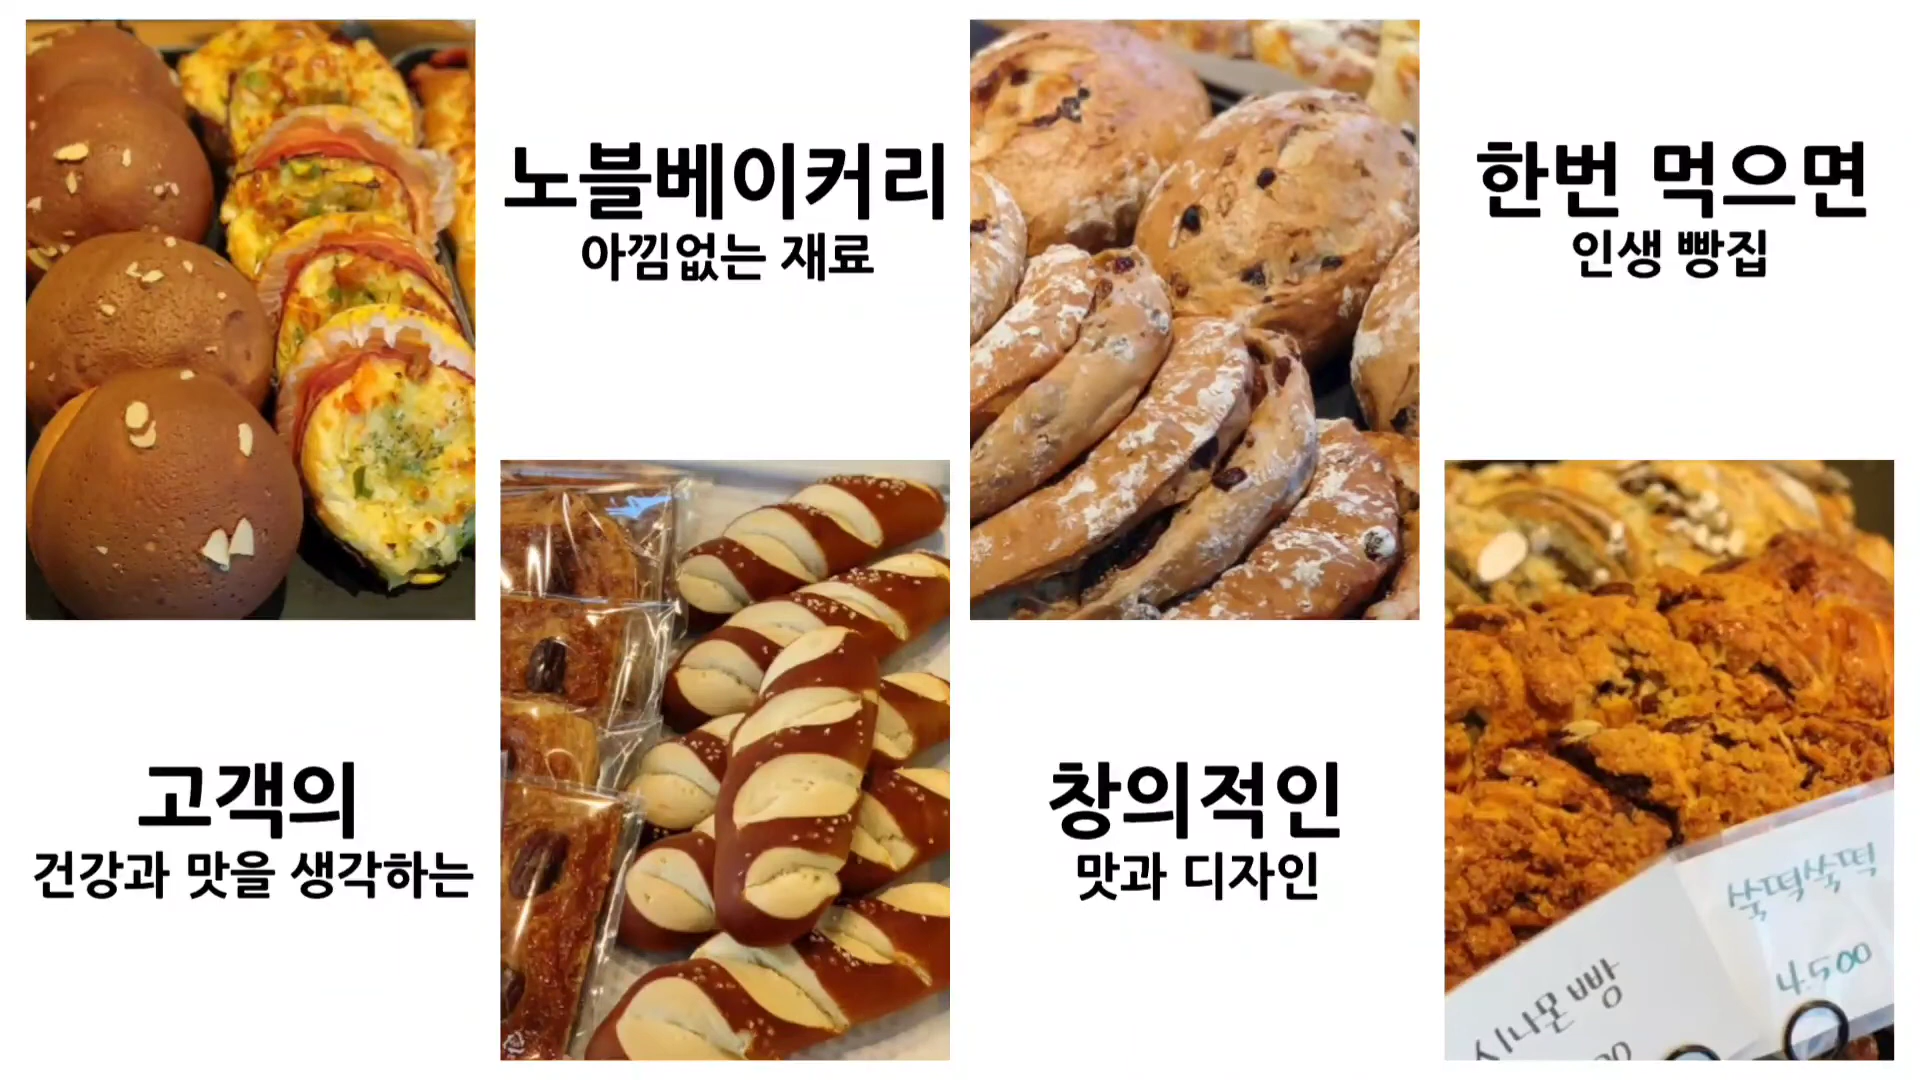 노블베이커리
아낌없는 재료
한번 먹으면
인생 빵집
고객의
건강과 맛을 생각하는
창의적인
맛과 디자인
쑥떡쑥떡
4.500
시나몬빵